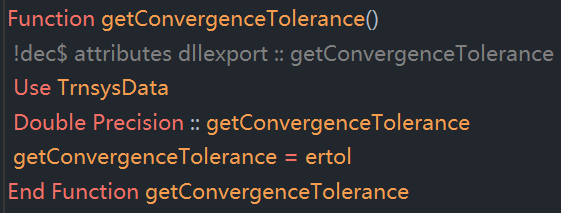 Function getConvergenceTolerance()
!dec$ attributes dllexport :: getConvergenceTolerance
Use TrnsysData
Double Precision :: getConvergenceTolerance
getConvergenceTolerance = ertol
End Function getConvergenceTolerance